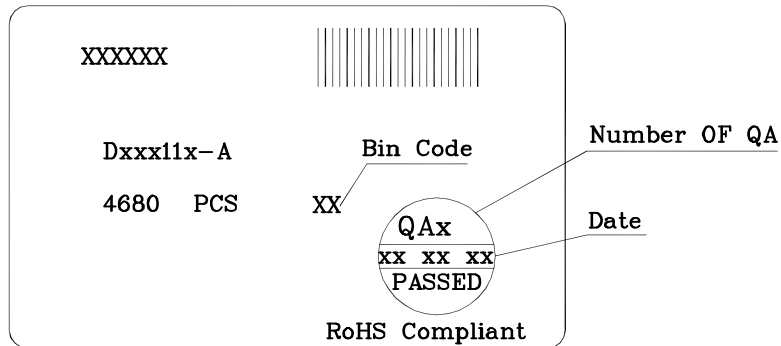 XXXXXX
Dxxx11x-A
Bin Code
Number OF QA
4680 PCS XX
QAx
Date
xx xx xx
PASSED
RoHS Compliant